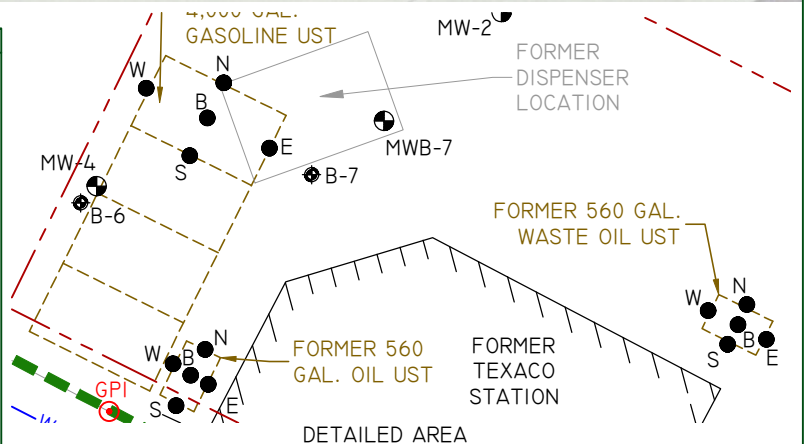 4,000 GAL.
GASOLINE UST
MW-2
FORMER
DISPENSER
LOCATION
W
N
B
E
S
MWB-7
B-7
MW-4
B-6
FORMER 560 GAL.
WASTE OIL UST
W
N
B
S
E
W
B
N
S
E
FORMER 560
GAL. OIL UST
FORMER
TEXACO
STATION
GPI
W
DETAILED AREA